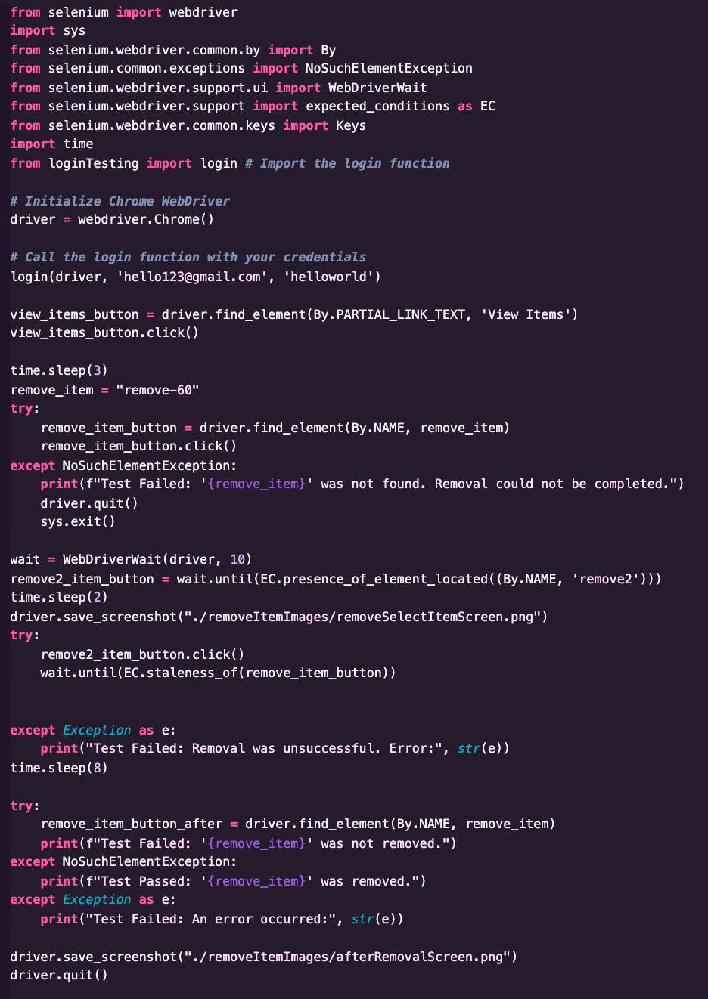 from selenium import webdriver
import sys
from selenium.webdriver.common.by import By
from selenium.common.exceptions import NoSuchElementException
from selenium.webdriver.support.ui import WebDriverWait
from selenium.webdriver.support import expected_conditions as EC
from selenium.webdriver.common.keys import Keys
import time
from loginTesting import login # Import the login function

# Initialize Chrome WebDriver
driver = webdriver.Chrome()

# Call the login function with your credentials
login(driver, 'hello123@gmail.com', 'helloworld')

view_items_button = driver.find_element(By.PARTIAL_LINK_TEXT, 'View Items')
view_items_button.click()

time.sleep(3)
remove_item = "remove-60"
try:
    remove_item_button = driver.find_element(By.NAME, remove_item)
    remove_item_button.click()
except NoSuchElementException:
    print(f"Test Failed: '{remove_item}' was not found. Removal could not be completed.")
    driver.quit()
    sys.exit()

wait = WebDriverWait(driver, 10)
remove2_item_button = wait.until(EC.presence_of_element_located((By.NAME, 'remove2')))
time.sleep(2)
driver.save_screenshot("./removeItemImages/removeSelectItemScreen.png")
try:
    remove2_item_button.click()
    wait.until(EC.staleness_of(remove_item_button))


except Exception as e:
    print("Test Failed: Removal was unsuccessful. Error:", str(e))
time.sleep(8)

try:
    remove_item_button_after = driver.find_element(By.NAME, remove_item)
    print(f"Test Failed: '{remove_item}' was not removed.")
except NoSuchElementException:
    print(f"Test Passed: '{remove_item}' was removed.")
except Exception as e:
    print("Test Failed: An error occurred:", str(e))

driver.save_screenshot("./removeItemImages/afterRemovalScreen.png")
driver.quit()